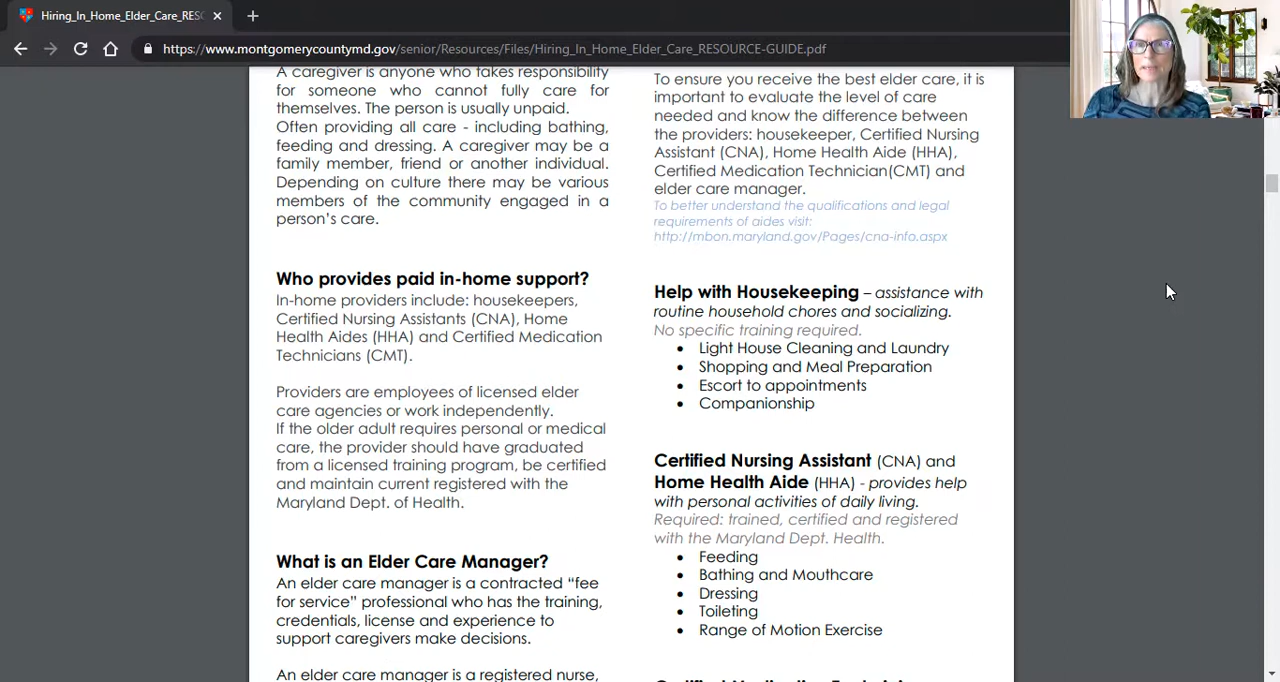 Hiring_In_Home_Elder_Care_RESO
https://www.montgomerycountymd.gov/senior/Resources/Files/Hiring_In_Home_Elder_Care_RESOURCE-GUIDE.pdf
A caregiver is anyone who takes responsibility
for someone who cannot fully care for
themselves. The person is usually unpaid.
Often providing all care - including bathing,
feeding and dressing. A caregiver may be a
family member, friend or another individual.
Depending on culture there may be various
members of the community engaged in a
person's care.
Who provides paid in-home support?
In-home providers include: housekeepers,
Certified Nursing Assistants (CNA), Home
Health Aides (HHA) and Certified Medication
Technicians (CMT).
Providers are employees of licensed elder
care agencies or work independently.
If the older adult requires personal or medical
care, the provider should have graduated
from a licensed training program, be certified
and maintain current registered with the
Maryland Dept. of Health.
What is an Elder Care Manager?
An elder care manager is a contracted "fee
for service" professional who has the training,
credentials, license and experience to
support caregivers make decisions.
An elder care manager is a registered nurse,
To ensure you receive the best elder care, it is
important to evaluate the level of care
needed and know the difference between
the providers: housekeeper, Certified Nursing
Assistant (CNA), Home Health Aide (HHA),
Certified Medication Technician(CMT) and
elder care manager.
To better understand the qualifications and legal
requirements of aides visit:
http://mbon.maryland.gov/Pages/cna-info.aspx
Help with Housekeeping – assistance with
routine household chores and socializing.
No specific training required.
• Light House Cleaning and Laundry
• Shopping and Meal Preparation
• Escort to appointments
• Companionship
Certified Nursing Assistant (CNA) and
Home Health Aide (HHA) - provides help
with personal activities of daily living.
Required: trained, certified and registered
with the Maryland Dept. Health.
• Feeding
• Bathing and Mouthcare
• Dressing
• Toileting
• Range of Motion Exercise